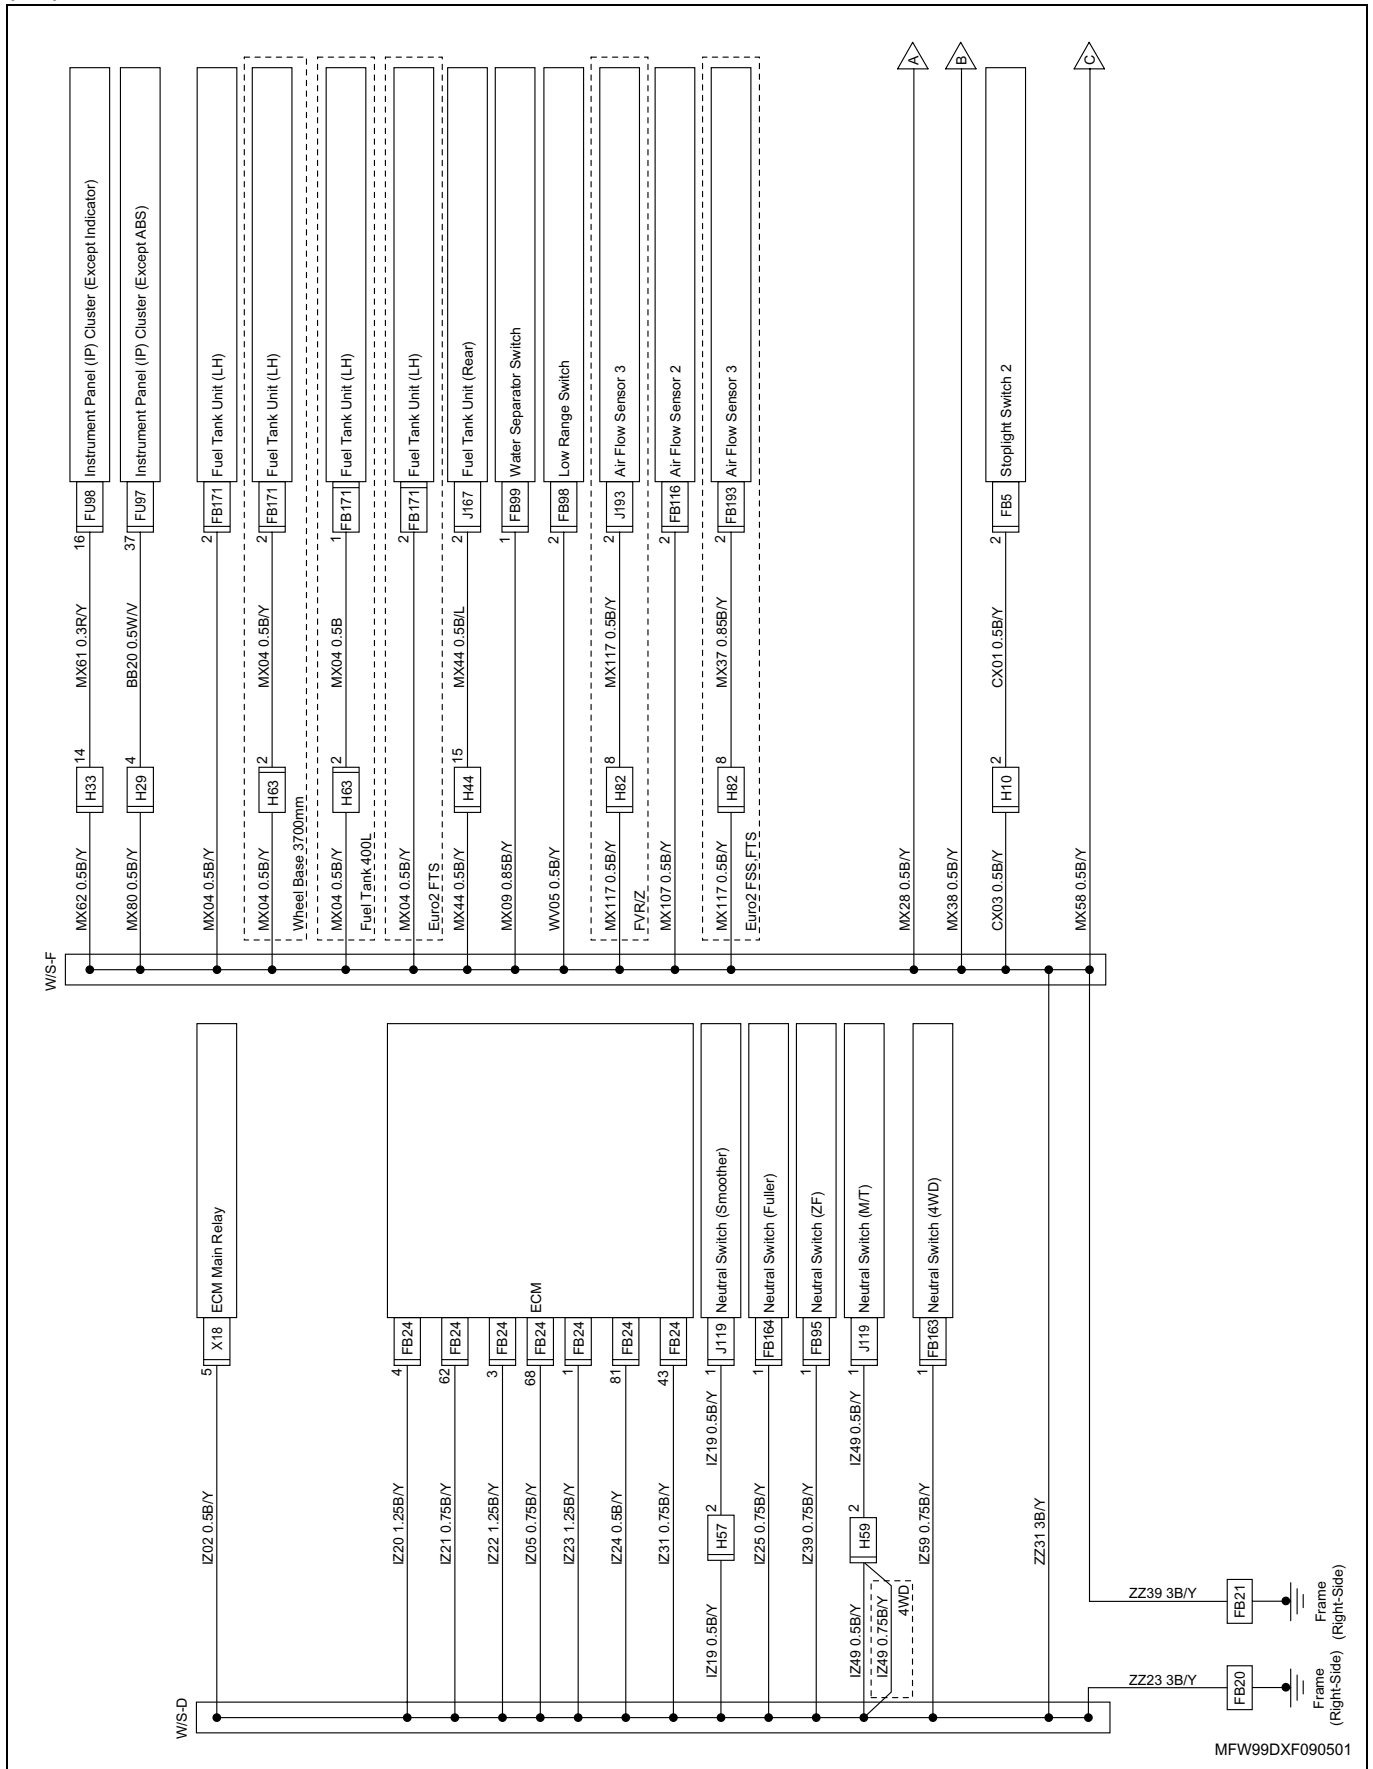 A
B
C
Instrument Panel (IP) Cluster (Except Indicator)
Instrument Panel (IP) Cluster (Except ABS)
Fuel Tank Unit (LH)
Fuel Tank Unit (LH)
Fuel Tank Unit (LH)
Fuel Tank Unit (LH)
Fuel Tank Unit (Rear)
Water Separator Switch
Low Range Switch
Air Flow Sensor 3
Air Flow Sensor 2
Air Flow Sensor 3
Stoplight Switch 2
FU98
FU97
FB171
FB171
FB171
FB171
J167
FB99
FB98
J193
FB116
FB193
FB5
16
37
2
2
1
2
2
1
2
2
2
2
2
MX61 0.3R/Y
BB20 0.5W/V
MX04 0.5B/Y
MX04 0.5B
MX44 0.5B/L
MX117 0.5B/Y
MX37 0.85B/Y
CX01 0.5B/Y
14
4
2
2
15
8
8
2
H33
H29
H63
H63
H44
H82
H82
H10
MX62 0.5B/Y
MX80 0.5B/Y
MX04 0.5B/Y
MX04 0.5B/Y
Wheel Base 3700mm
MX04 0.5B/Y
Fuel Tank 400L
MX04 0.5B/Y
Euro2 FTS
MX44 0.5B/Y
MX09 0.85B/Y
WV05 0.5B/Y
MX117 0.5B/Y
FVR/Z
MX107 0.5B/Y
MX117 0.5B/Y
Euro2 FSS,FTS
MX28 0.5B/Y
MX38 0.5B/Y
CX03 0.5B/Y
MX58 0.5B/Y
W/S-F
ECM Main Relay
ECM
Neutral Switch (Smoother)
Neutral Switch (Fuller)
Neutral Switch (ZF)
Neutral Switch (M/T)
Neutral Switch (4WD)
X18
FB24
FB24
FB24
FB24
FB24
FB24
FB24
J119
FB164
FB95
J119
FB163
5
4
62
3
68
1
81
43
1
1
1
1
1
IZ19 0.5B/Y
IZ49 0.5B/Y
2
2
H57
H59
IZ02 0.5B/Y
IZ20 1.25B/Y
IZ21 0.75B/Y
IZ22 1.25B/Y
IZ05 0.75B/Y
IZ23 1.25B/Y
IZ24 0.5B/Y
IZ31 0.75B/Y
IZ19 0.5B/Y
IZ25 0.75B/Y
IZ39 0.75B/Y
IZ49 0.5B/Y
IZ49 0.75B/Y
4WD
IZ59 0.75B/Y
ZZ31 3B/Y
W/S-D
ZZ39 3B/Y
FB21
Frame
(Right-Side)
ZZ23 3B/Y
FB20
Frame
(Right-Side)
MFW99DXF090501